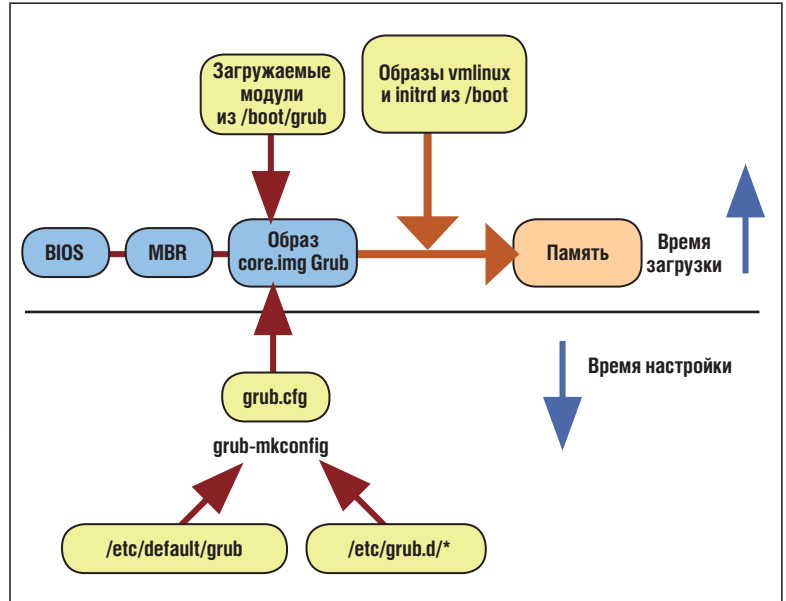 Загружаемые
модули
из /boot/grub
Образы vmlinux
и initrd из /boot
BIOS
MBR
Образ
core.img Grub
Память
Время
загрузки
Время настройки
grub.cfg
grub-mkconfig
/etc/default/grub
/etc/grub.d/*